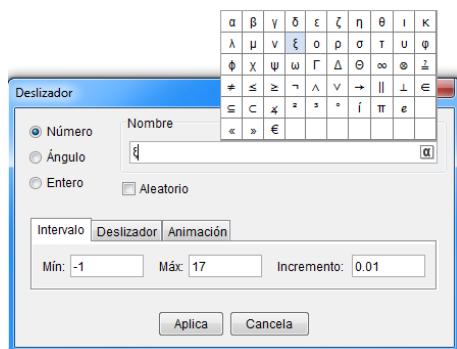 α β γ δ ε ζ η θ ι κ
λ μ ν ξ ο ρ σ τ υ φ
ϕ χ ψ ω Γ Δ Θ ∞ ⊗ ≟
≠ ≤ ≥ ¬ ∧ ∨ → ∥ ⊥ ∈
⊆ ⊂ ∡ ² ³ ° í π e
« » €
Deslizador
Número
Ángulo
Entero
Nombre
ξ α
Aleatorio
Intervalo Deslizador Animación
Mín: -1 Máx: 17 Incremento: 0.01
Aplica Cancela